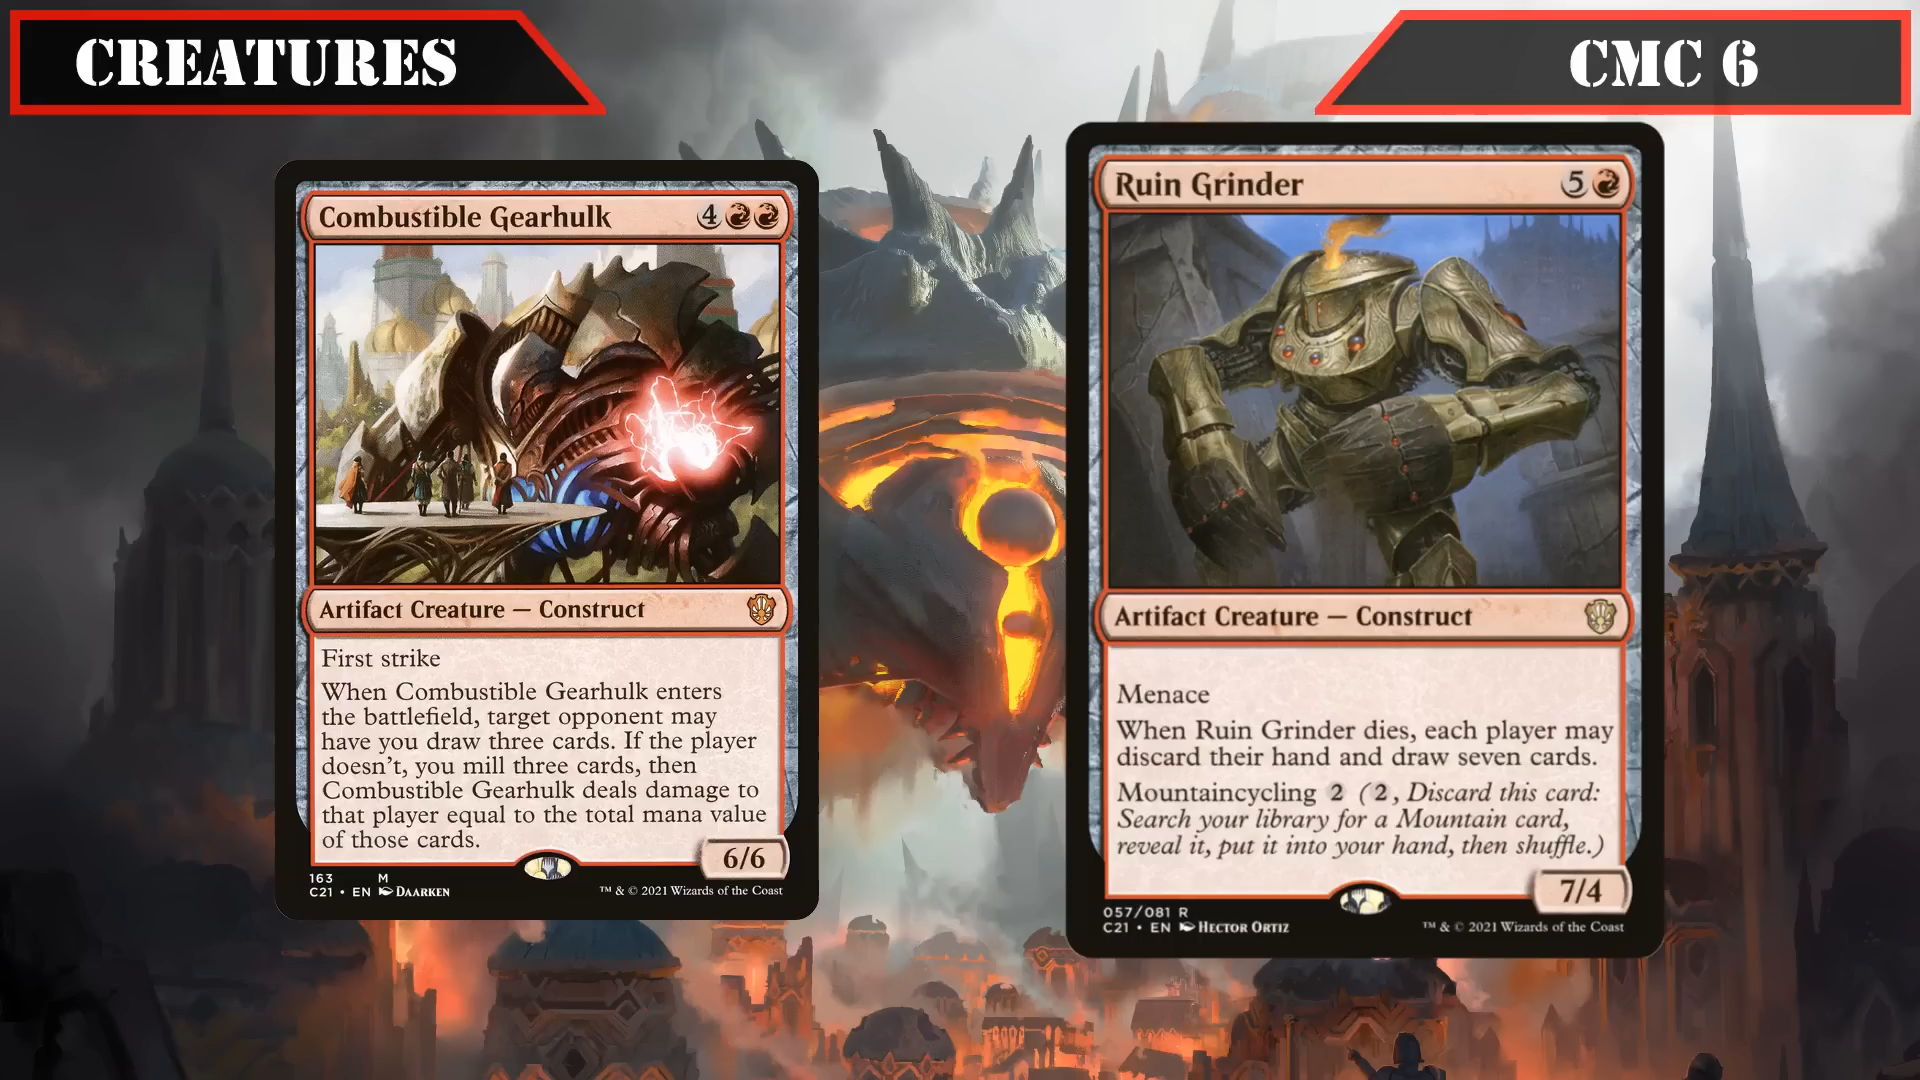 CREATURES
CMC 6
Combustible Gearhulk 4
Artifact Creature — Construct
First strike
When Combustible Gearhulk enters
the battlefield, target opponent may
have you draw three cards. If the player
doesn't, you mill three cards, then
Combustible Gearhulk deals damage to
that player equal to the total mana value
of those cards.
6/6
163 M
C21 • EN DAARKEN
™ & © 2021 Wizards of the Coast
Ruin Grinder 5
Artifact Creature — Construct
Menace
When Ruin Grinder dies, each player may
discard their hand and draw seven cards.
Mountaincycling 2 (2, Discard this card:
Search your library for a Mountain card,
reveal it, put it into your hand, then shuffle.)
7/4
057/081 R
C21 • EN HECTOR ORTIZ
™ & © 2021 Wizards of the Coast